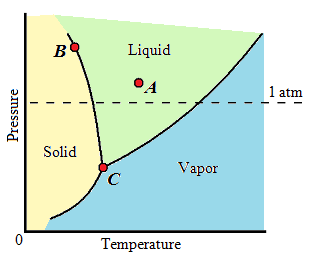 B
Liquid
A
1 atm
Pressure
Solid
C
Vapor
0
Temperature